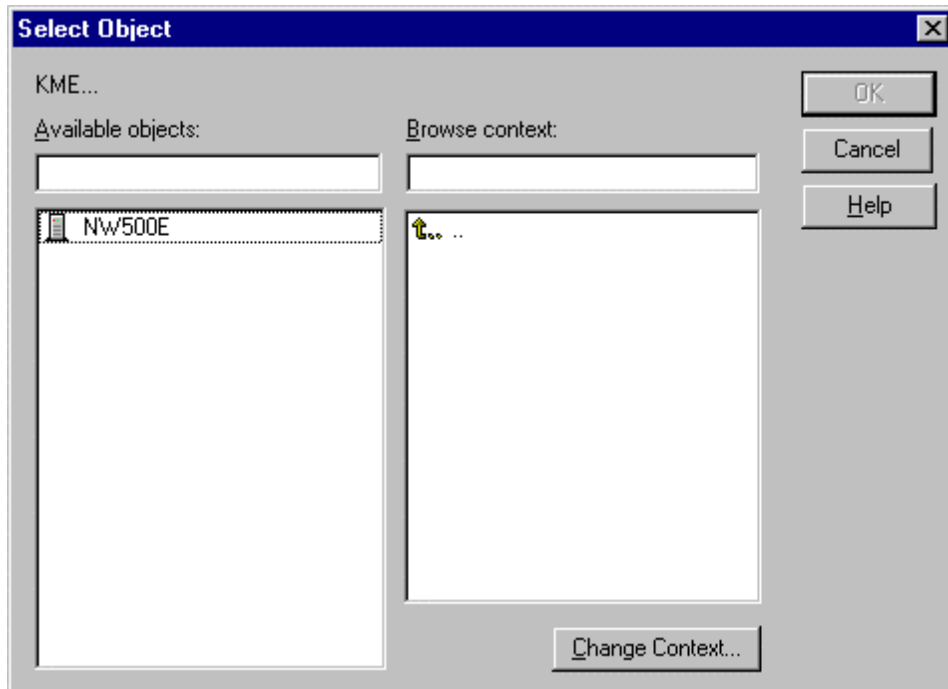 Select Object
KME...
OK
Available objects:
Browse context:
Cancel
Help
NW500E
..
Change Context...